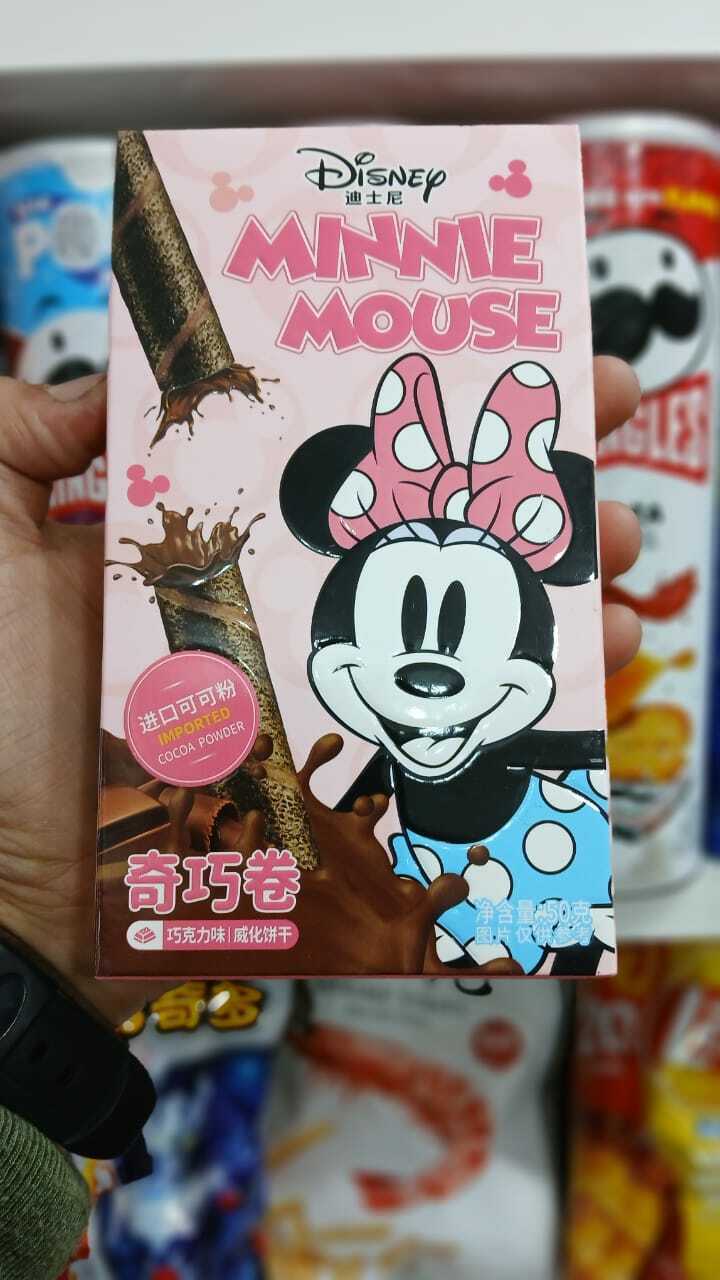 DISNEY
迪士尼
MINNIE
MOUSE
进口可可粉
IMPORTED
COCOA POWDER
奇巧卷
巧克力味|威化饼干
净含量:50克
图片仅供参考